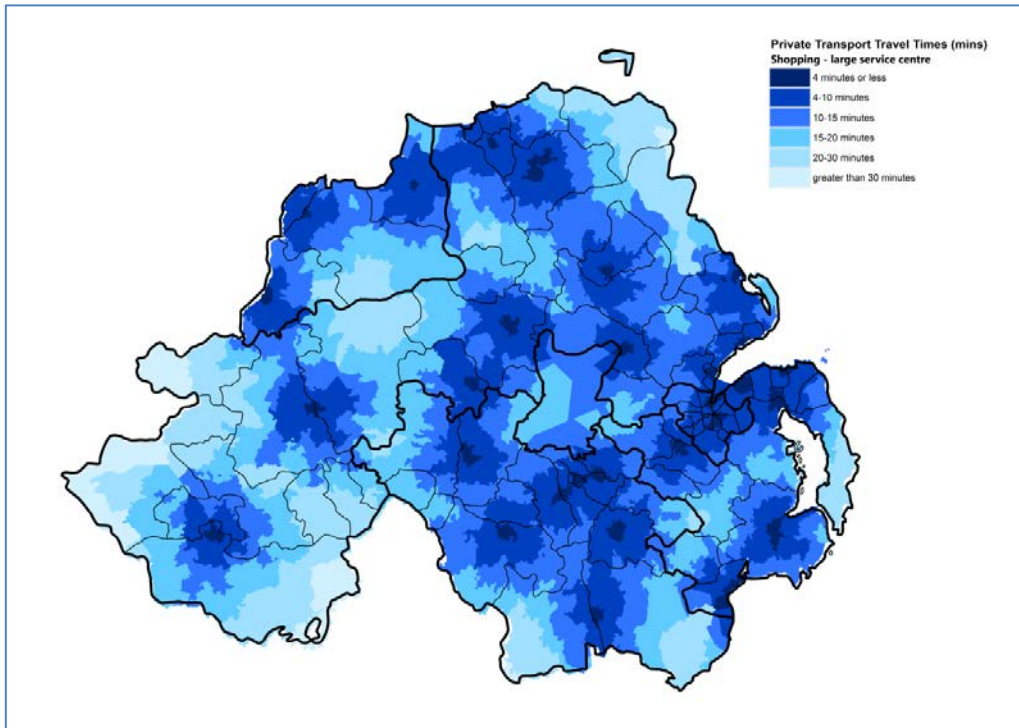 Private Transport Travel Times (mins)
Shopping - large service centre
4 minutes or less
4-10 minutes
10-15 minutes
15-20 minutes
20-30 minutes
greater than 30 minutes